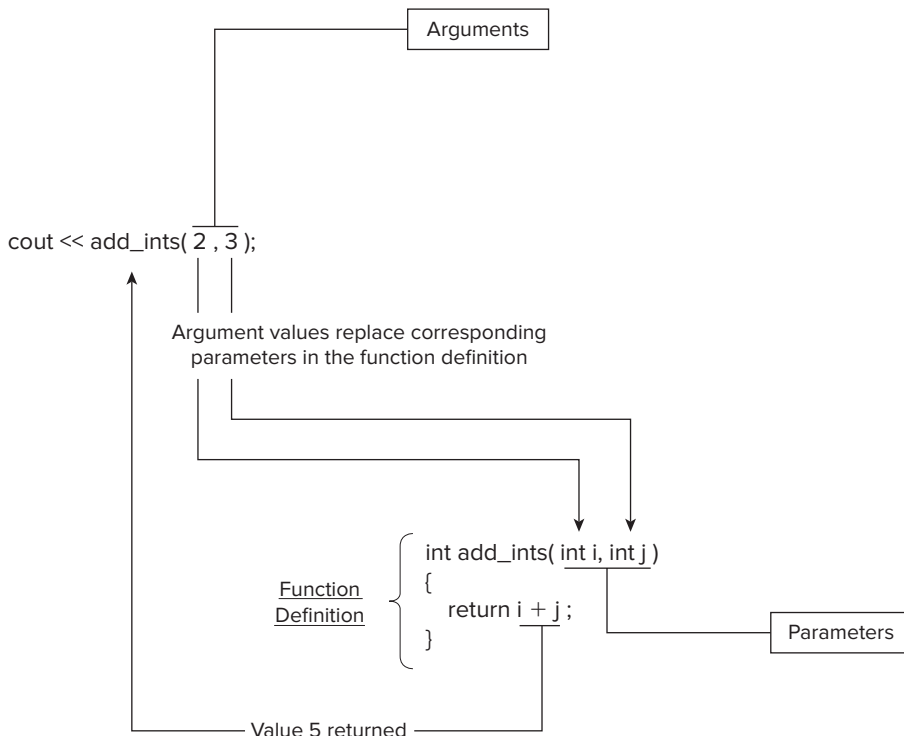 Arguments
cout << add_ints( 2 , 3 );
Argument values replace corresponding
parameters in the function definition
int add_ints( int i, int j )
{
return i + j ;
}
Function
Definition
Parameters
Value 5 returned